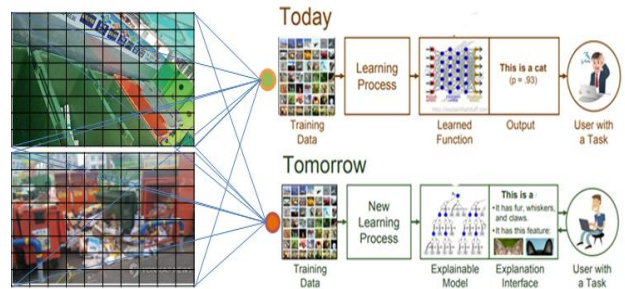 Today
Learning
Process
This is a cat
(p = .93)
Training
Data
Learned
Function
Output
User with
a Task
Tomorrow
New
Learning
Process
This is a
•It has fur, whiskers,
and claws.
•It has this feature:
Training
Data
Explainable
Model
Explanation
Interface
User with
a Task